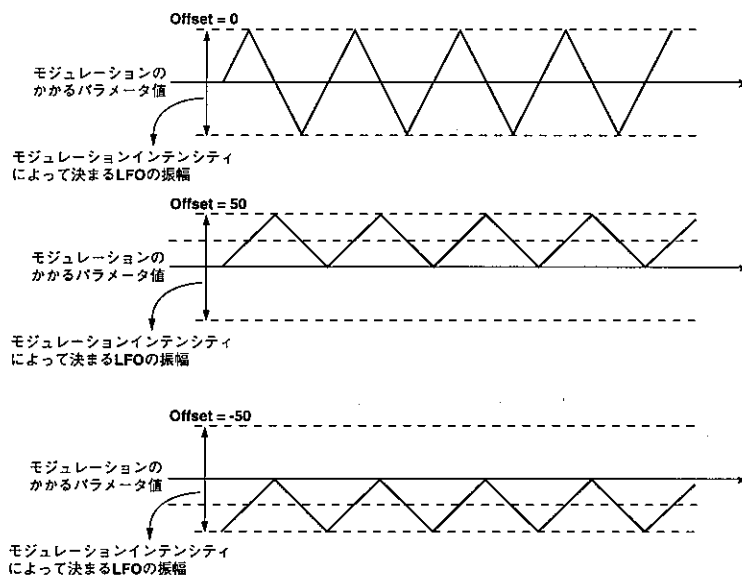 Offset = 0
モジュレーションの
かかるパラメータ値
モジュレーションインテンシティ
によって決まるLFOの振幅
Offset = 50
モジュレーションの
かかるパラメータ値
モジュレーションインテンシティ
によって決まるLFOの振幅
Offset = -50
モジュレーションの
かかるパラメータ値
モジュレーションインテンシティ
によって決まるLFOの振幅